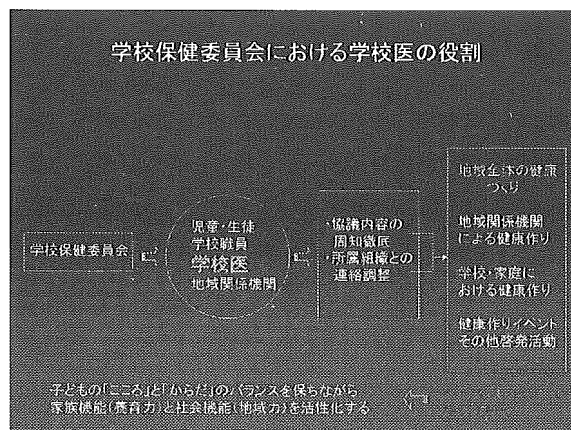 学校保健委員会における学校医の役割
学校保健委員会
児童・生徒
学校職員
学校医
地域関係機関
・協議内容の
周知徹底
・所属組織との
連絡調整
地域全体の健康
づくり
地域関係機関
による健康作り
学校・家庭に
おける健康作り
健康作りイベント
その他啓発活動
子どもの「こころ」と「からだ」のバランスを保ちながら
家族機能(養育力)と社会機能(地域力)を活性化する